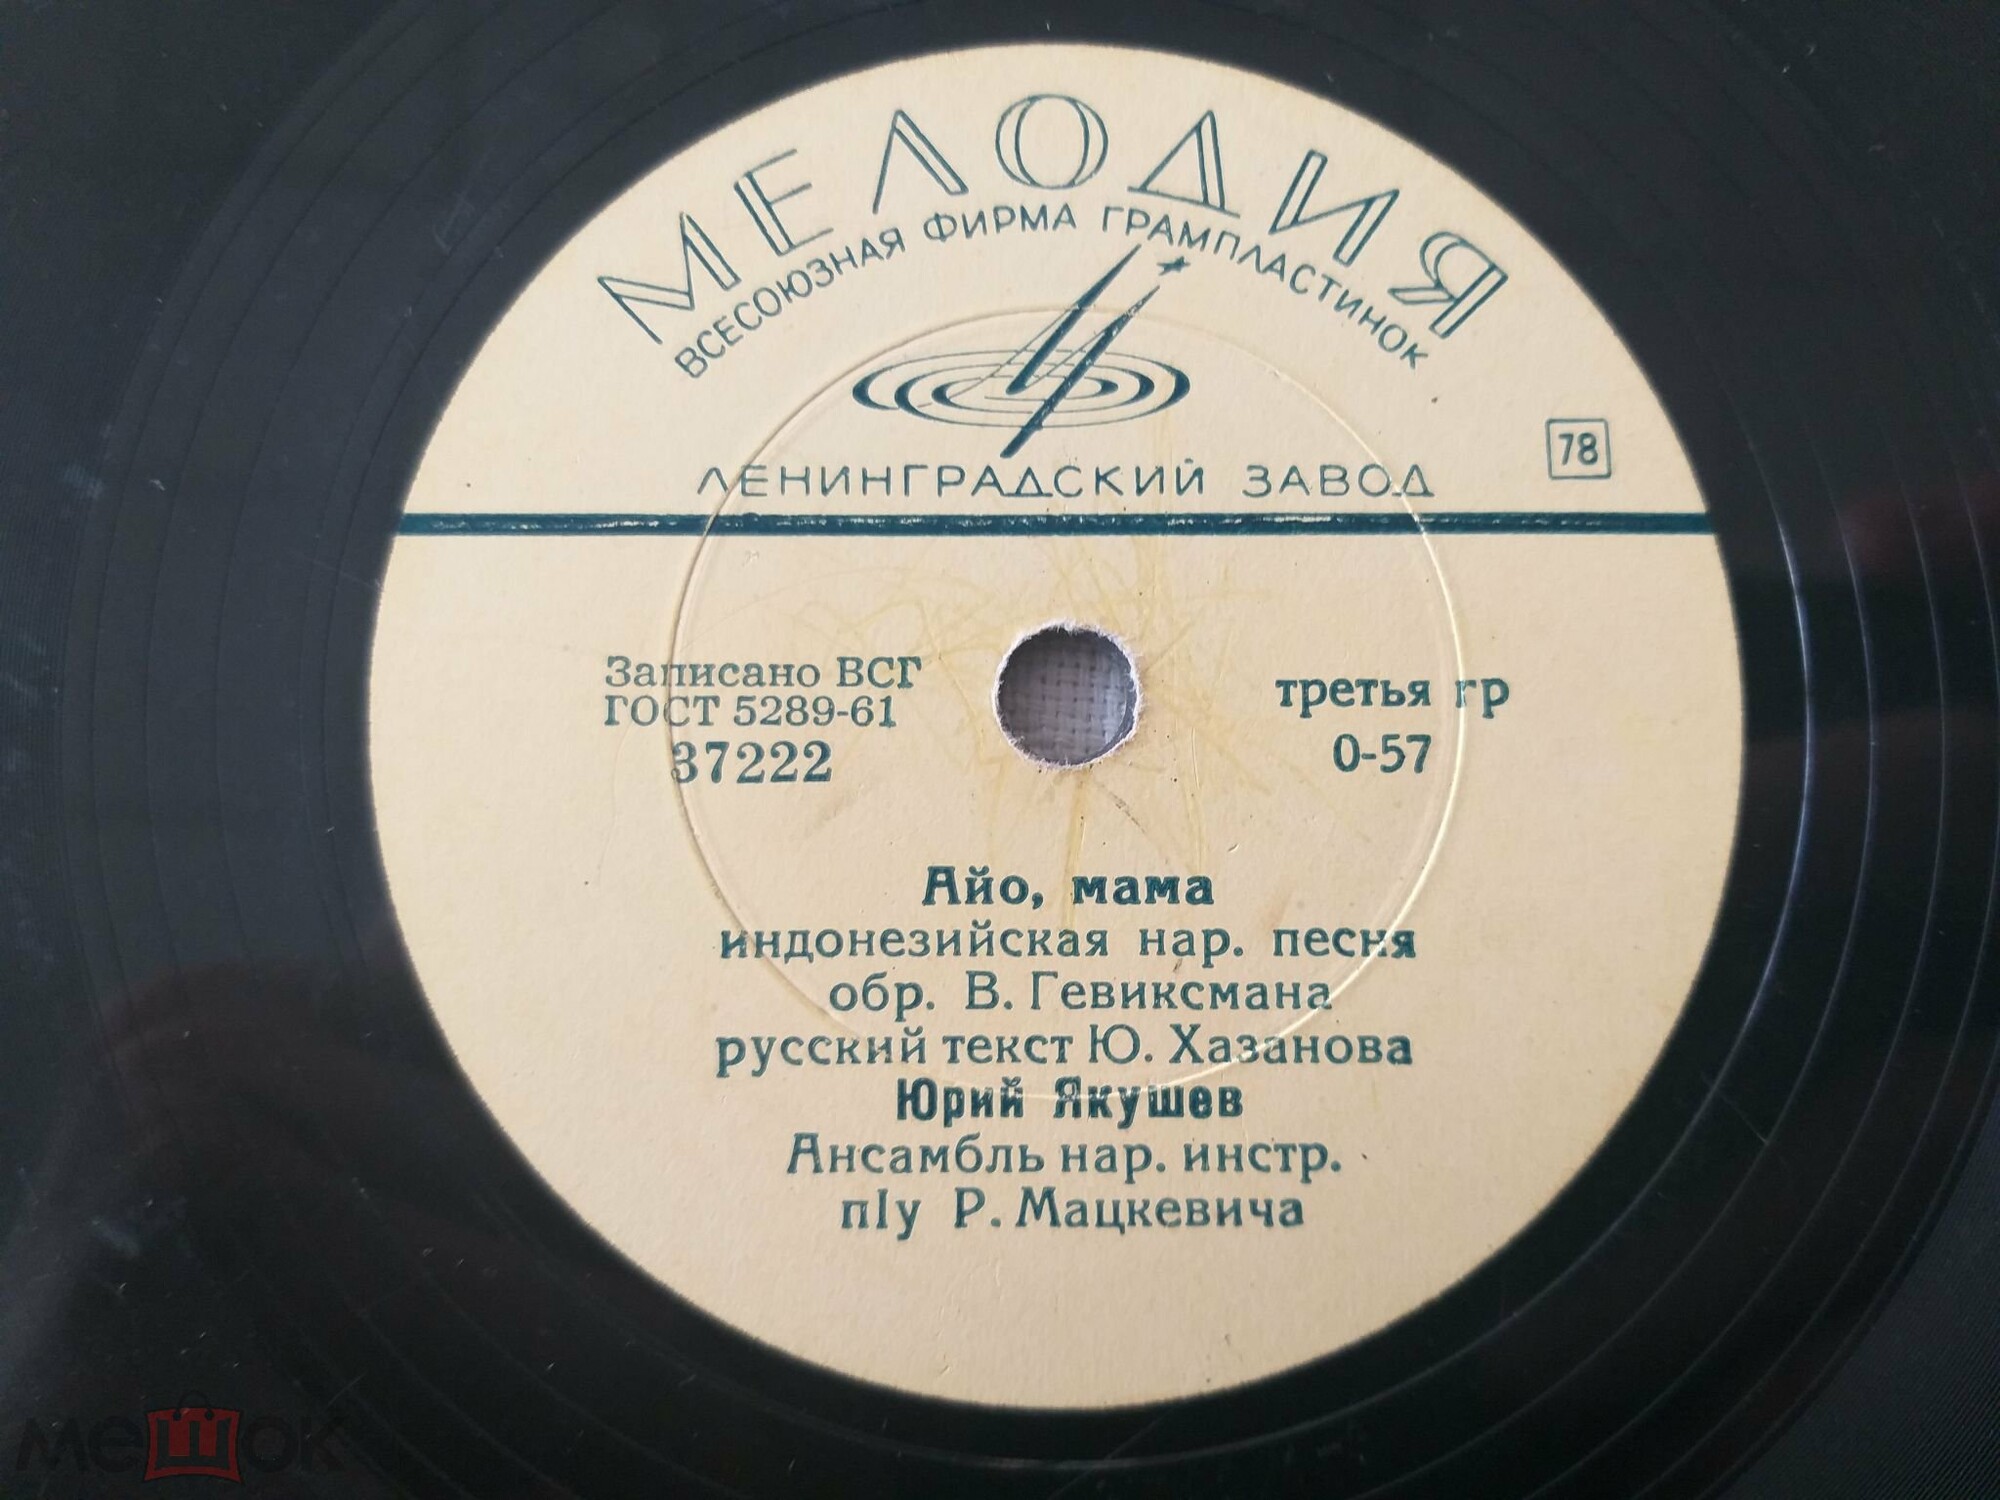 МЕЛОДИЯ
ВСЕСОЮЗНАЯ ФИРМА ГРАМПЛАСТИНОК
ЛЕНИНГРАДСКИЙ ЗАВОД
78
Записано ВСГ
ГОСТ 5289-61
37222
третья гр
0-57
Айо, мама
индонезийская нар. песня
обр. В. Гевиксмана
русский текст Ю. Хазанова
Юрий Якушев
Ансамбль нар. инстр.
п/у Р. Мацкевича
мешок